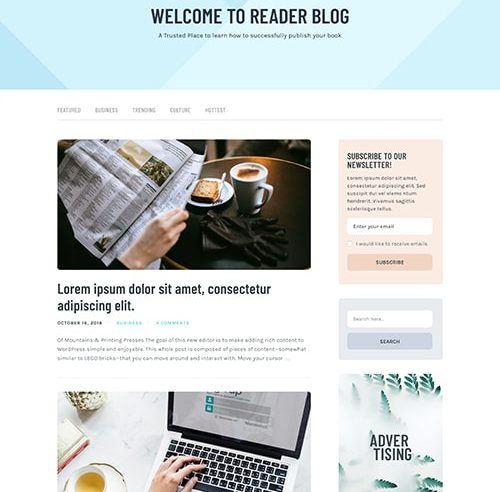 WELCOME TO READER BLOG
A Trusted Place to learn how to successfully publish your book
FEATURED BUSINESS TRENDING CULTURE HOTTEST
Lorem ipsum dolor sit amet, consectetur
adipiscing elit.
OCTOBER 16, 2018 BUSINESS 0 COMMENTS
Of Mountains & Printing Presses The goal of this new editor is to make adding rich content to
WordPress simple and enjoyable. This whole post is composed of pieces of content—somewhat
similar to LEGO bricks—that you can move around and interact with. Move your cursor ...
SUBSCRIBE TO OUR
NEWSLETTER!
Lorem ipsum dolor sit amet,
consectetur adipiscing elit. Sed
suscipit dui vel elemc ntum
hendrerit. Vivamus sagittis
scelerisque tellus.
Enter your email
I would like to receive emails
SUBSCRIBE
Search here..
SEARCH
ADVER
TISING